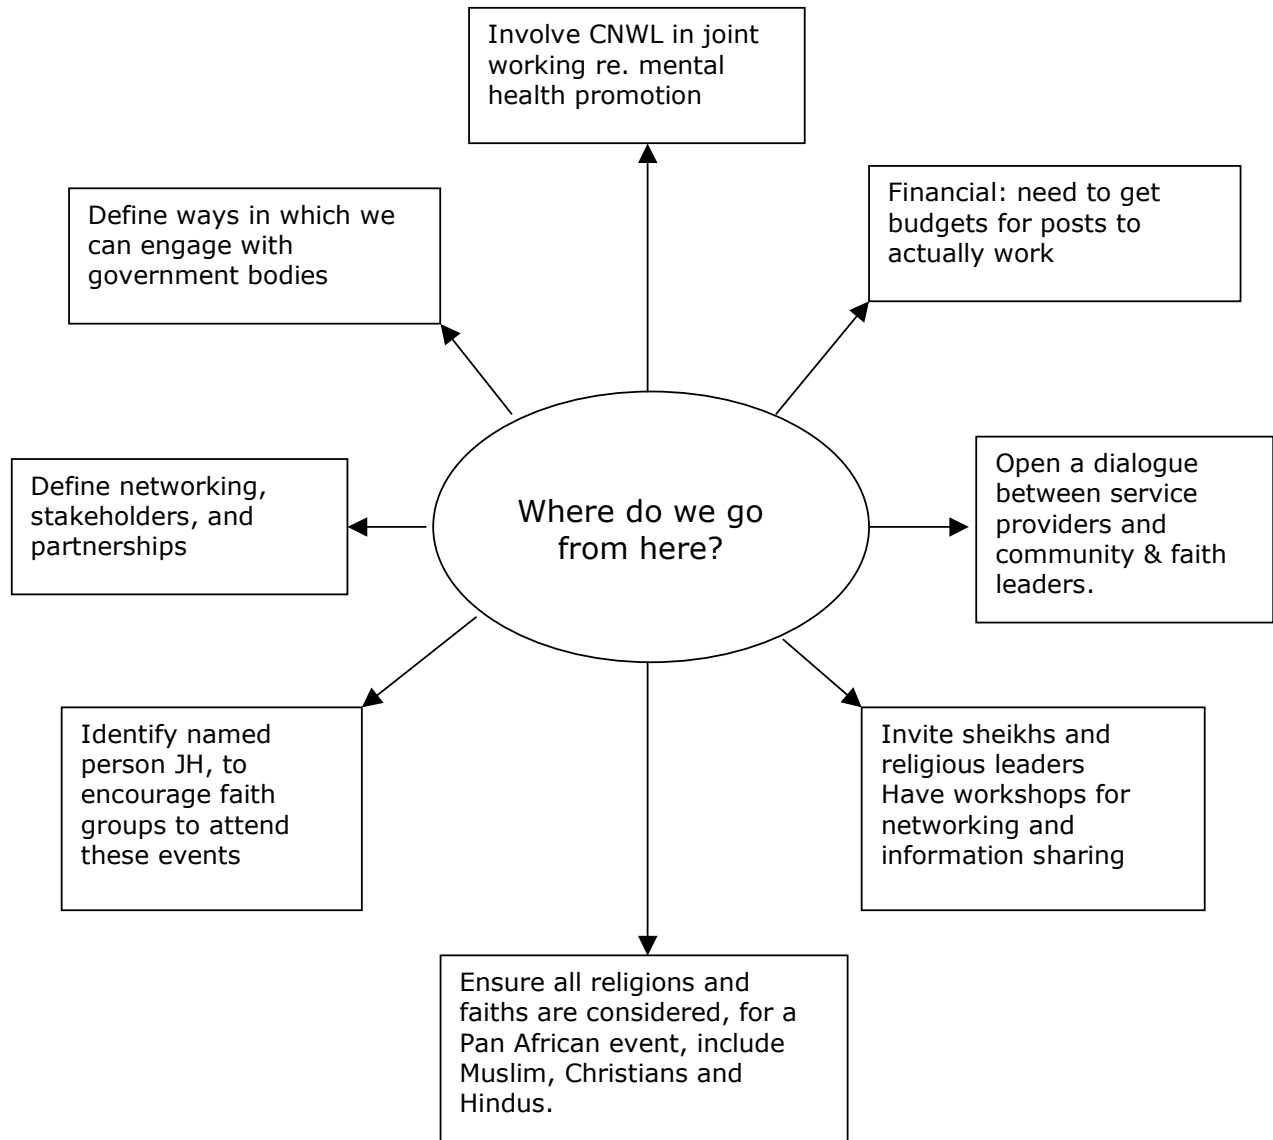 Involve CNWL in joint
working re. mental
health promotion
Define ways in which we
can engage with
government bodies
Financial: need to get
budgets for posts to
actually work
Define networking,
stakeholders, and
partnerships
Where do we go
from here?
Open a dialogue
between service
providers and
community & faith
leaders.
Identify named
person JH, to
encourage faith
groups to attend
these events
Invite sheikhs and
religious leaders
Have workshops for
networking and
information sharing
Ensure all religions and
faiths are considered, for a
Pan African event, include
Muslim, Christians and
Hindus.